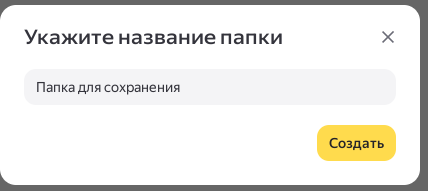 Укажите название папки
Папка для сохранения
Создать